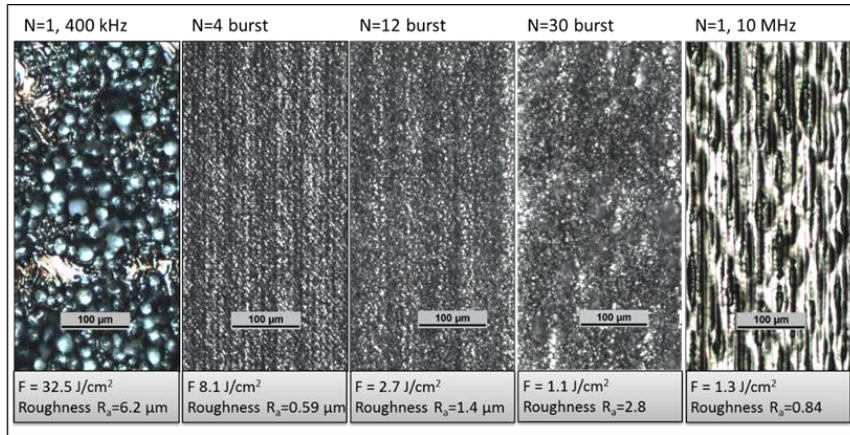 N=1, 400 kHz
N=4 burst
N=12 burst
N=30 burst
N=1, 10 MHz
100 µm
100 µm
100 µm
100 µm
100 µm
F = 32.5 J/cm²
Roughness Rₐ=6.2 µm
F 8.1 J/cm²
Roughness Rₐ=0.59 µm
F = 2.7 J/cm²
Roughness Rₐ=1.4 µm
F = 1.1 J/cm²
Roughness Rₐ=2.8
F = 1.3 J/cm²
Roughness Rₐ=0.84